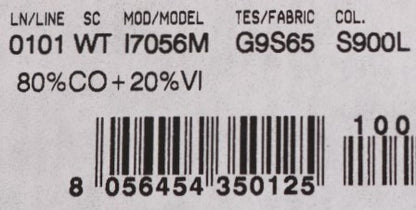 LN/LINE SC MOD/MODEL TES/FABRIC COL.
0101 WT I7056M G9S65 S900L
80%CO+20%VI
100
8 056454 350125